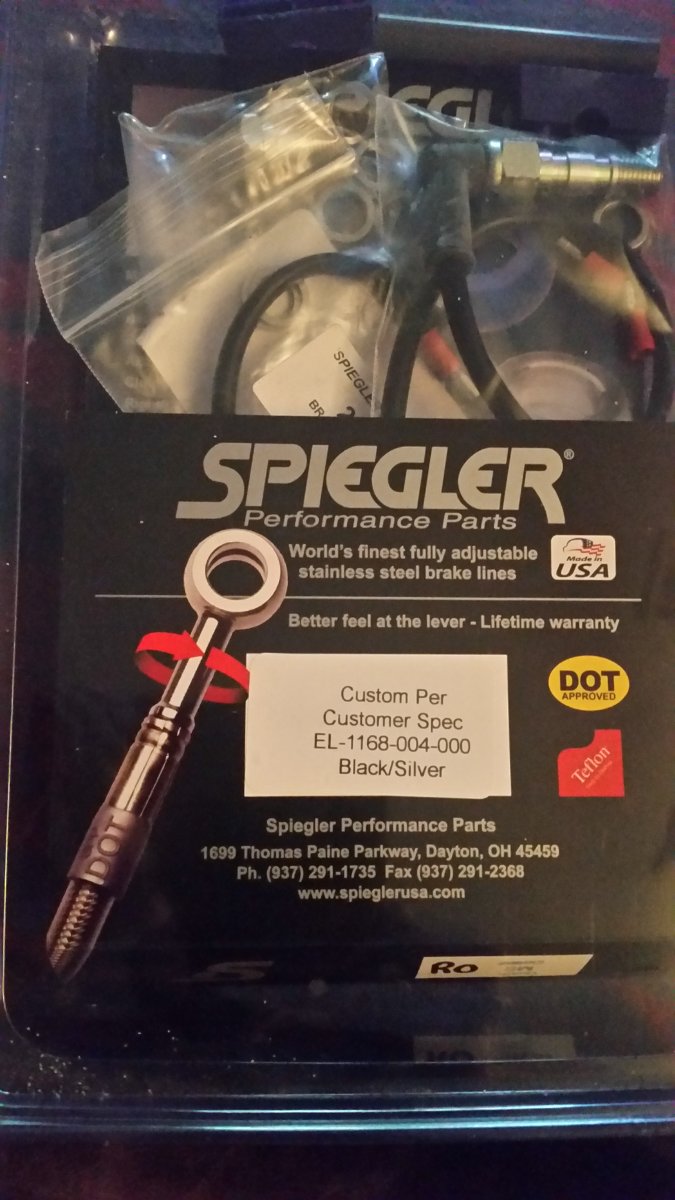 SPIEGLE
BR
SPIEGLER®
Performance Parts
World's finest fully adjustable
stainless steel brake lines
Made in
USA
Better feel at the lever - Lifetime warranty
DOT
APPROVED
Custom Per
Customer Spec
EL-1168-004-000
Black/Silver
Teflon
DOT
Spiegler Performance Parts
1699 Thomas Paine Parkway, Dayton, OH 45459
Ph. (937) 291-1735 Fax (937) 291-2368
www.spieglerusa.com
RO